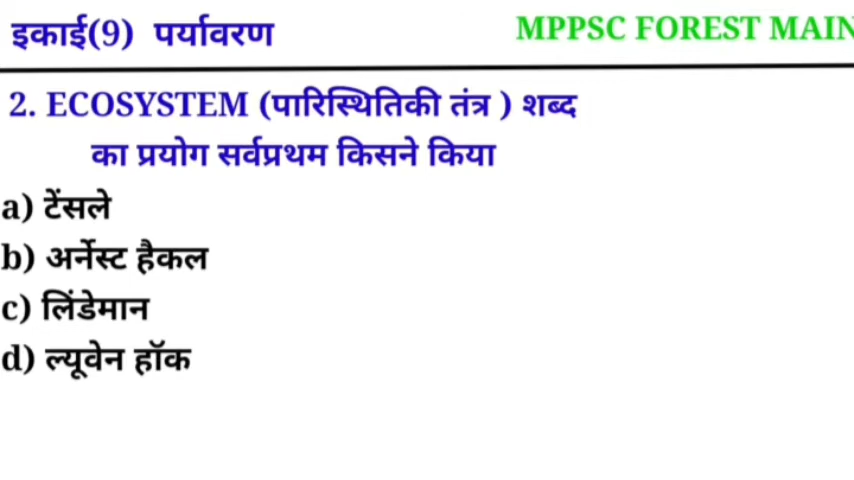 इकाई(9) पर्यावरण
MPPSC FOREST MAIN
2. ECOSYSTEM (पारिस्थितिकी तंत्र ) शब्द
का प्रयोग सर्वप्रथम किसने किया
a) टेंसले
b) अर्नेस्ट हैकल
c) लिंडेमान
d) ल्यूवेन हॉक